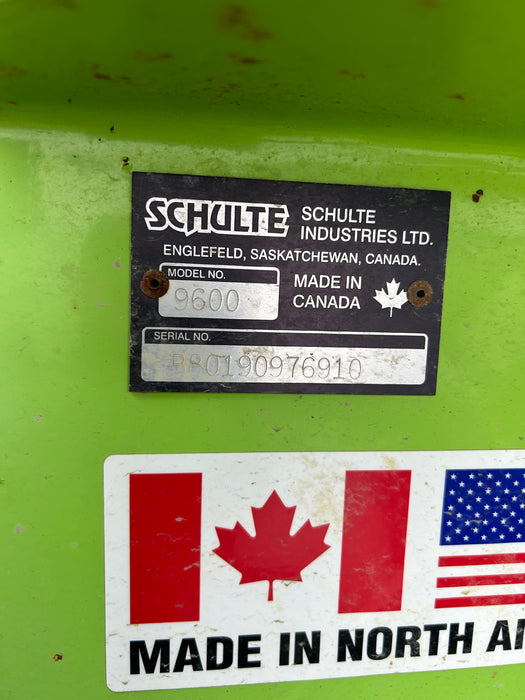 SCHULTE
SCHULTE
INDUSTRIES LTD.
ENGLEFELD, SASKATCHEWAN, CANADA.
MODEL NO.
9600
MADE IN
CANADA
SERIAL NO.
MADE IN NORTH